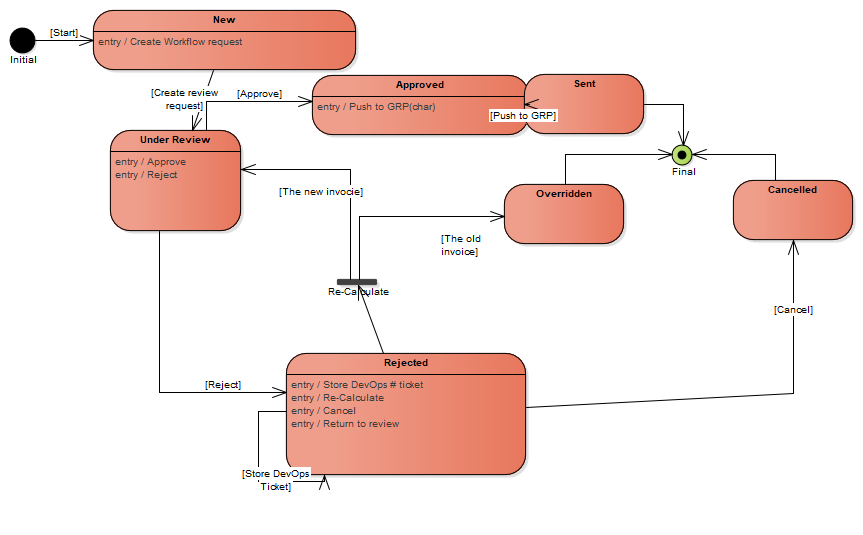 New
[Start]
entry / Create Workflow request
Initial
[Create review
request]
[Approve]
Approved
entry / Push to GRP(char)
Sent
[Push to GRP]
Under Review
entry / Approve
entry / Reject
Final
[The new invocie]
Overridden
Cancelled
[The old
invoice]
Re-Calculate
[Cancel]
Rejected
entry / Store DevOps # ticket
entry / Re-Calculate
entry / Cancel
entry / Return to review
[Reject]
[Store DevOps
Ticket]